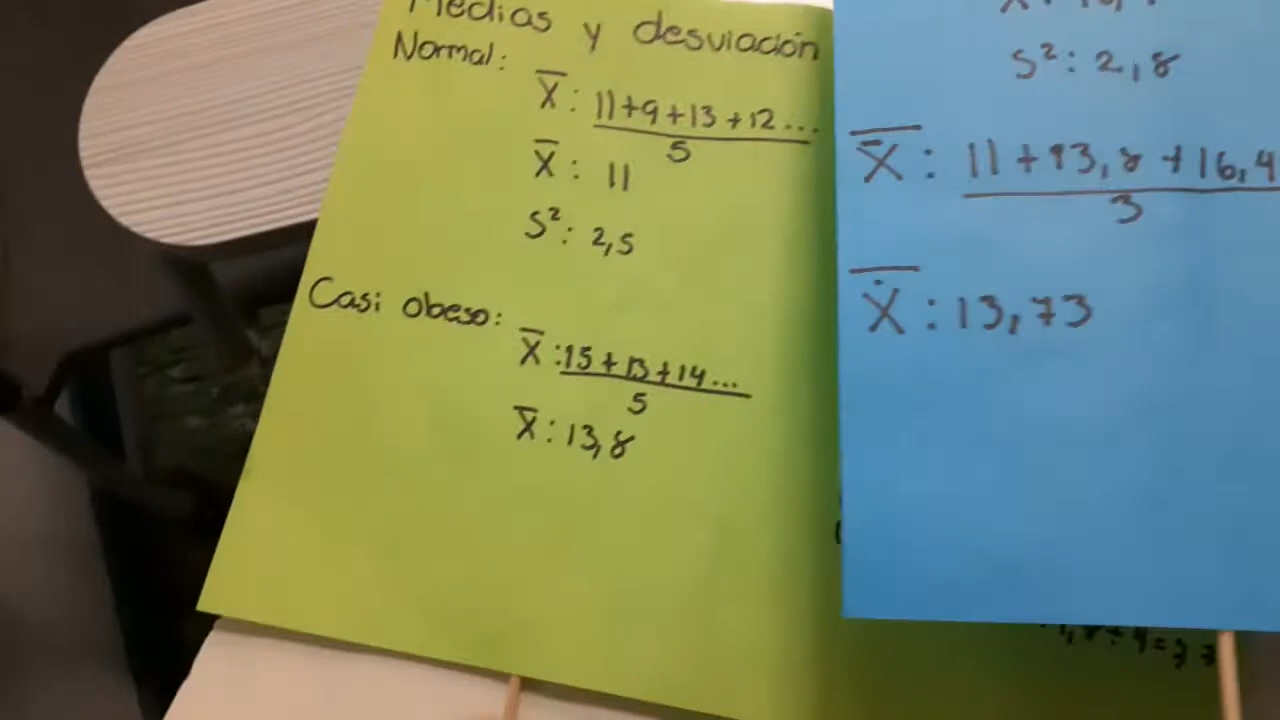 Medias y desviación
Normal:
X̄: 11+9+13+12...
5
X̄: 11
S²: 2,5
Casi obeso:
X̄: 15+13+14...
5
X̄: 13,8
S²: 2,8
X̄: 11+13,8+16,4
3
X̄: 13,73